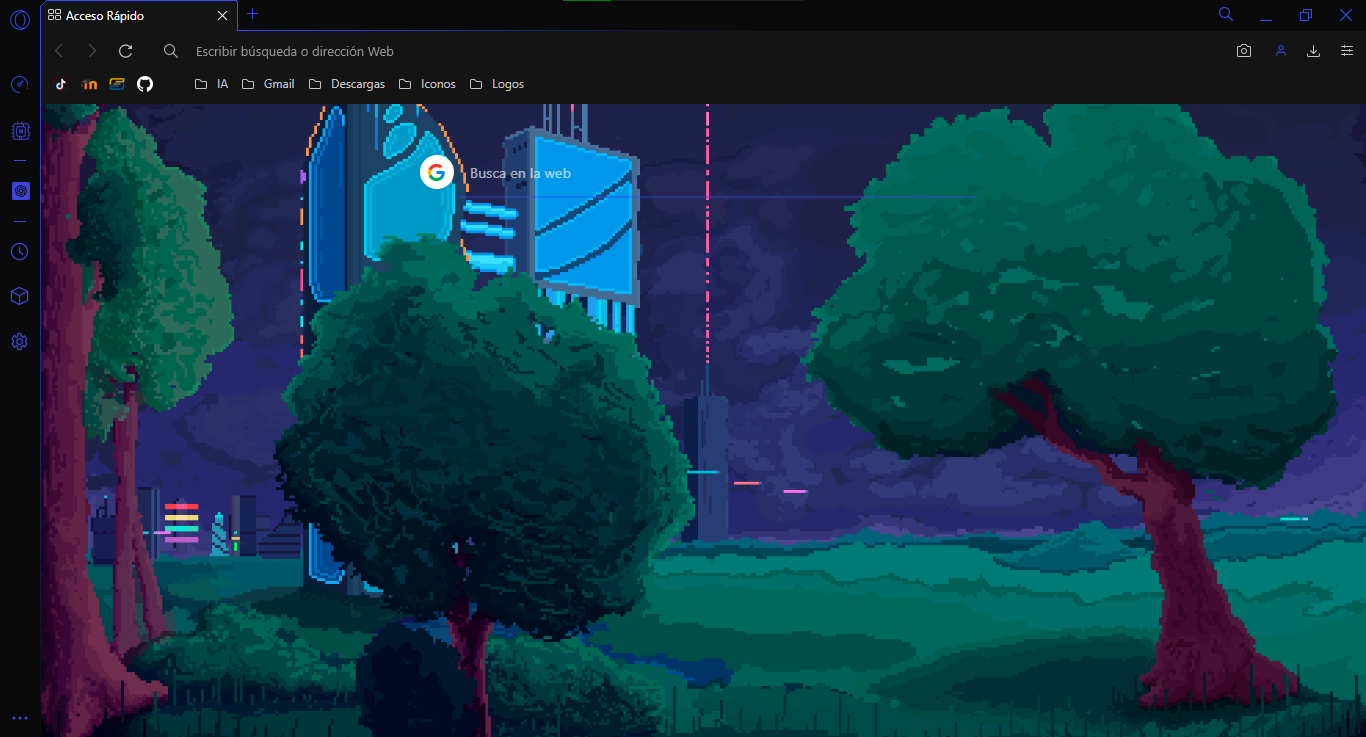 Acceso Rápido
Escribir búsqueda o dirección Web
IA Gmail Descargas Iconos Logos
Busca en la web